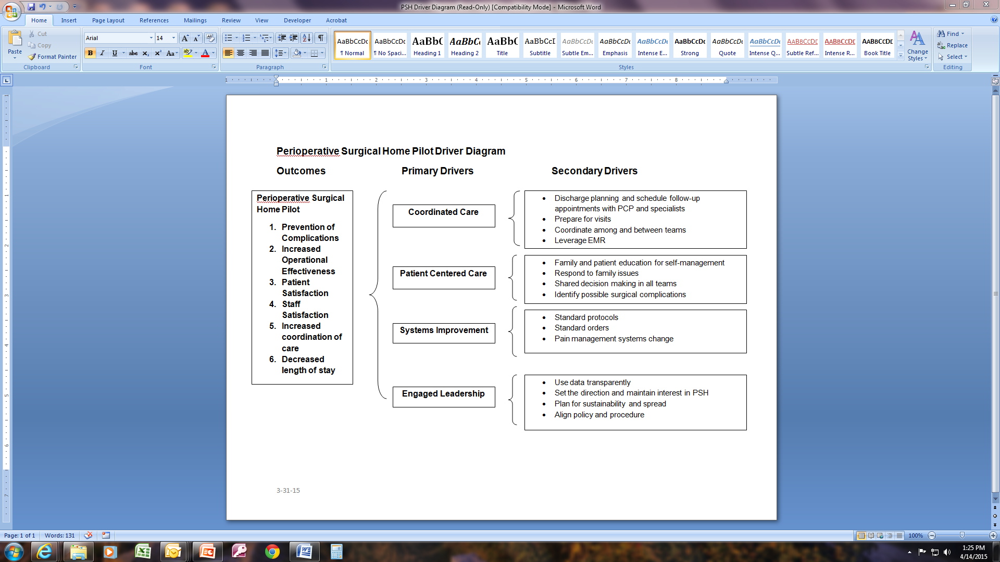 PSH Driver Diagram (Read-Only) [Compatibility Mode] - Microsoft Word
Home Insert Page Layout References Mailings Review View Developer Acrobat
Paste
Cut
Copy
Format Painter
Clipboard
Arial 14
Font
Paragraph
AaBbCcDc AaBbCcDc AaBbC AaBbCc AaBbC AaBbCcI AaBbCcDc AaBbCcDc AaBbCcDc AaBbCcDc AaBbCcDc AaBbCcDc AABBCCDE AABBCCDE AABBCCDE
¶ Normal ¶ No Spaci... Heading 1 Heading 2 Title Subtitle Subtle Em... Emphasis Intense E... Strong Quote Intense Q... Subtle Ref... Intense R... Book Title
Change Styles
Styles
Find
Replace
Select
Editing
Perioperative Surgical Home Pilot Driver Diagram
Outcomes Primary Drivers Secondary Drivers
Perioperative Surgical
Home Pilot
1. Prevention of
Complications
2. Increased
Operational
Effectiveness
3. Patient
Satisfaction
4. Staff
Satisfaction
5. Increased
coordination of
care
6. Decreased
length of stay
Coordinated Care
• Discharge planning and schedule follow-up
appointments with PCP and specialists
• Prepare for visits
• Coordinate among and between teams
• Leverage EMR
Patient Centered Care
• Family and patient education for self-management
• Respond to family issues
• Shared decision making in all teams
• Identify possible surgical complications
Systems Improvement
• Standard protocols
• Standard orders
• Pain management systems change
Engaged Leadership
• Use data transparently
• Set the direction and maintain interest in PSH
• Plan for sustainability and spread
• Align policy and procedure
3-31-15
Page: 1 of 1 Words: 131
100%
1:25 PM
4/14/2015